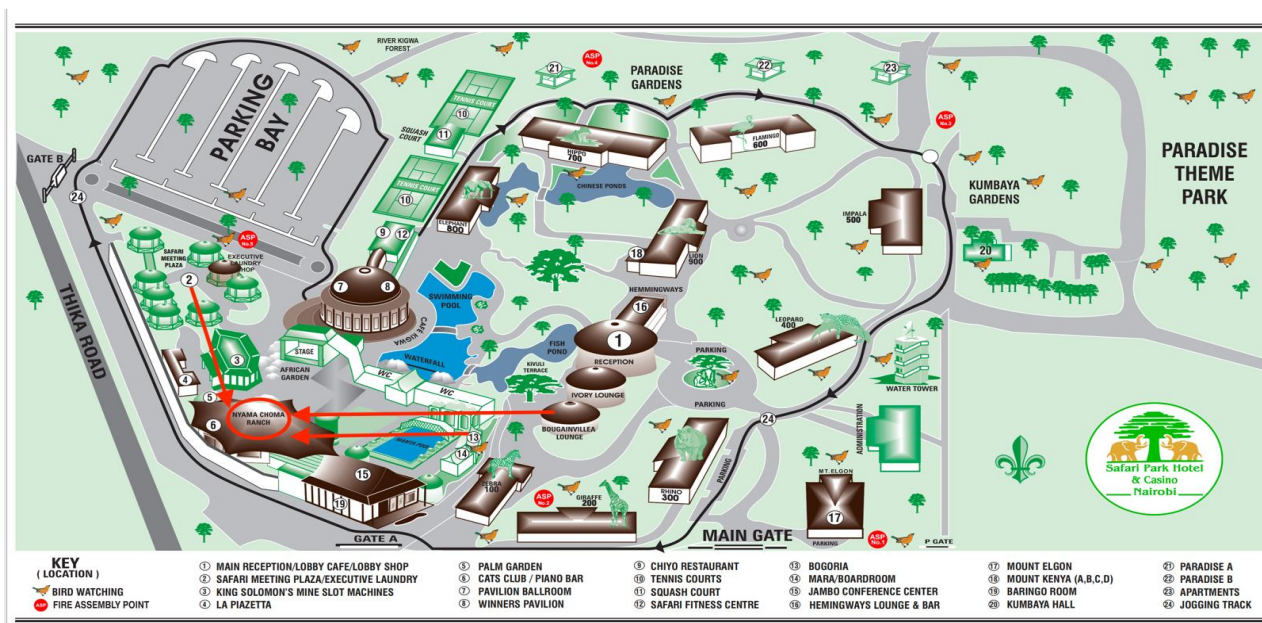 RIVER KIGWA
FOREST
PARKING
BAY
GATE B
24
THIKA ROAD
ASP
No.5
SAFARI
MEETING
PLAZA
EXECUTIVE
LAUNDRY
SHOP
2
3
4
5
6
NYAMA CHOMA
RANCH
STAGE
AFRICAN
GARDEN
WC
WC
WATERFALL
SWIMMING
POOL
CAFE KIGWA
7
8
9
12
TENNIS COURT
10
SQUASH
COURT
11
TENNIS COURT
10
21
ASP
No.4
PARADISE
GARDENS
22
23
ASP
No.3
HIPPO
700
FLAMINGO
600
CHINESE PONDS
ELEPHANT
800
LION
900
18
HEMMINGWAYS
16
1
RECEPTION
FISH
POND
KIVULI
TERRACE
IVORY LOUNGE
BOUGAINVILLEA
LOUNGE
IMPALA
500
KUMBAYA
GARDENS
20
PARADISE
THEME
PARK
LEOPARD
400
PARKING
PARKING
24
WATER TOWER
ADMINISTRATION
13
14
15
19
ZEBRA
100
ASP
No.2
GIRAFFE
200
RHINO
300
PARKING
MT. ELGON
17
PARKING
ASP
No.1
P GATE
GATE A
MAIN GATE
Safari Park Hotel
& Casino
Nairobi
KEY
( LOCATION )
BIRD WATCHING
ASP FIRE ASSEMBLY POINT
1 MAIN RECEPTION/LOBBY CAFE/LOBBY SHOP
2 SAFARI MEETING PLAZA/EXECUTIVE LAUNDRY
3 KING SOLOMON'S MINE SLOT MACHINES
4 LA PIAZETTA
5 PALM GARDEN
6 CATS CLUB / PIANO BAR
7 PAVILION BALLROOM
8 WINNERS PAVILION
9 CHIYO RESTAURANT
10 TENNIS COURTS
11 SQUASH COURT
12 SAFARI FITNESS CENTRE
13 BOGORIA
14 MARA/BOARDROOM
15 JAMBO CONFERENCE CENTER
16 HEMINGWAYS LOUNGE & BAR
17 MOUNT ELGON
18 MOUNT KENYA (A,B,C,D)
19 BARINGO ROOM
20 KUMBAYA HALL
21 PARADISE A
22 PARADISE B
23 APARTMENTS
24 JOGGING TRACK